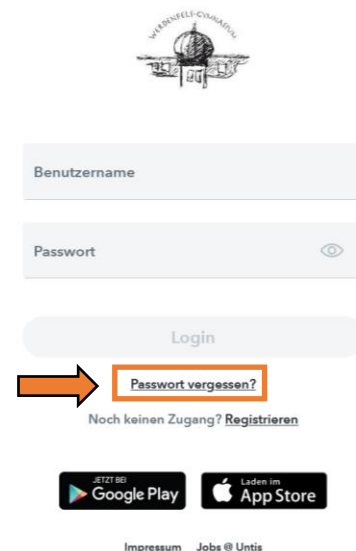 WERDENFELS-GYMNASIUM
Benutzername
Passwort
Login
Passwort vergessen?
Noch keinen Zugang? Registrieren
JETZT BEI
Google Play
Laden im
App Store
Impressum Jobs @ Untis